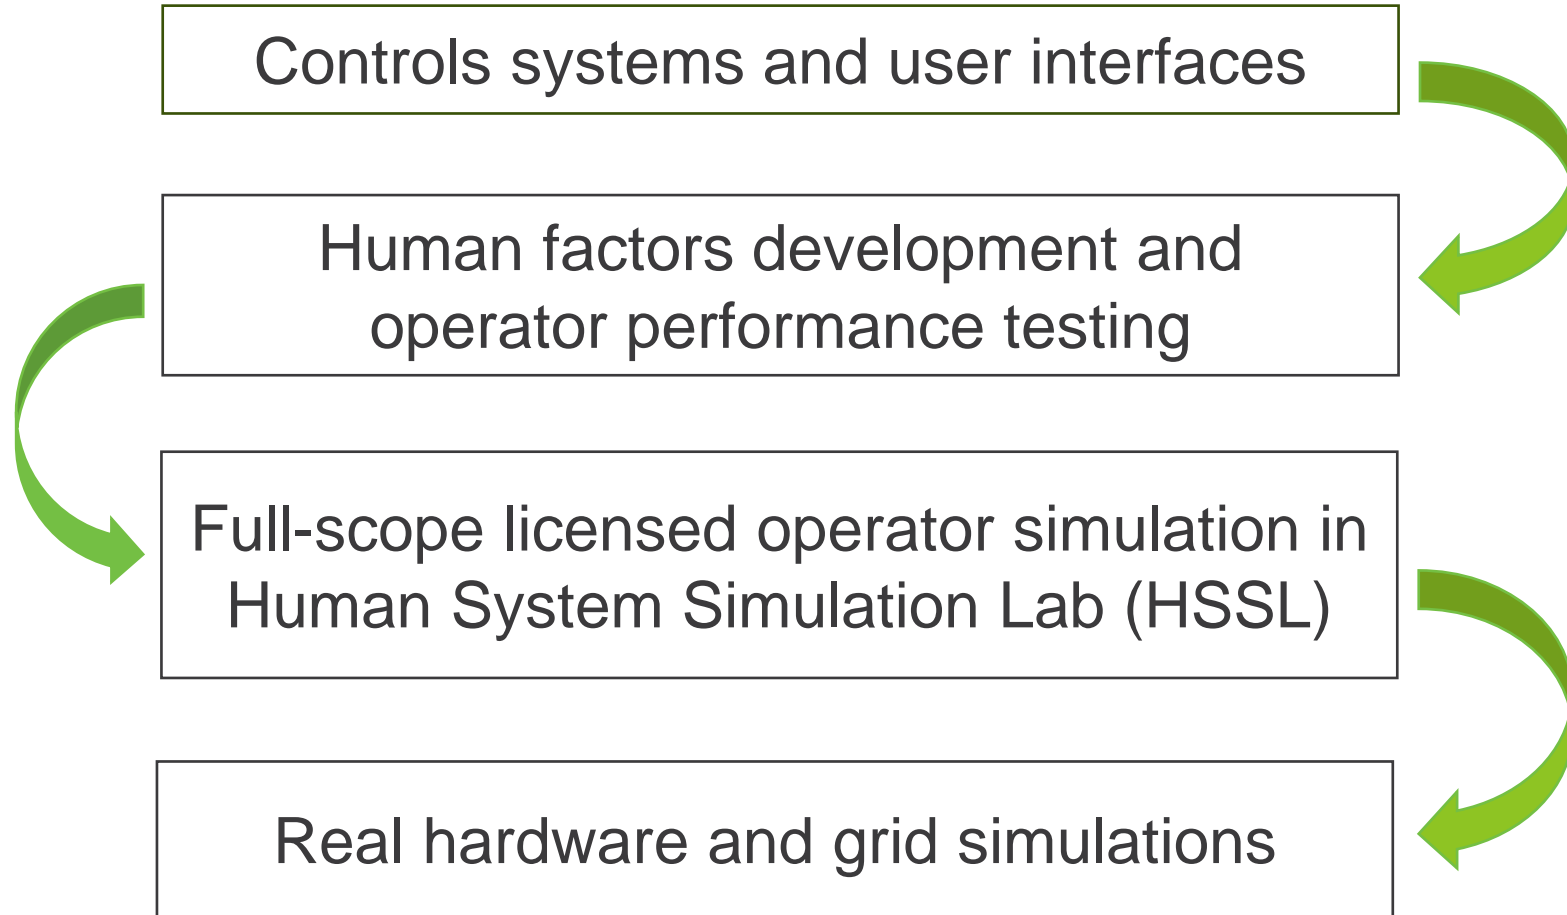 Controls systems and user interfaces
Human factors development and
operator performance testing
Full-scope licensed operator simulation in
Human System Simulation Lab (HSSL)
Real hardware and grid simulations